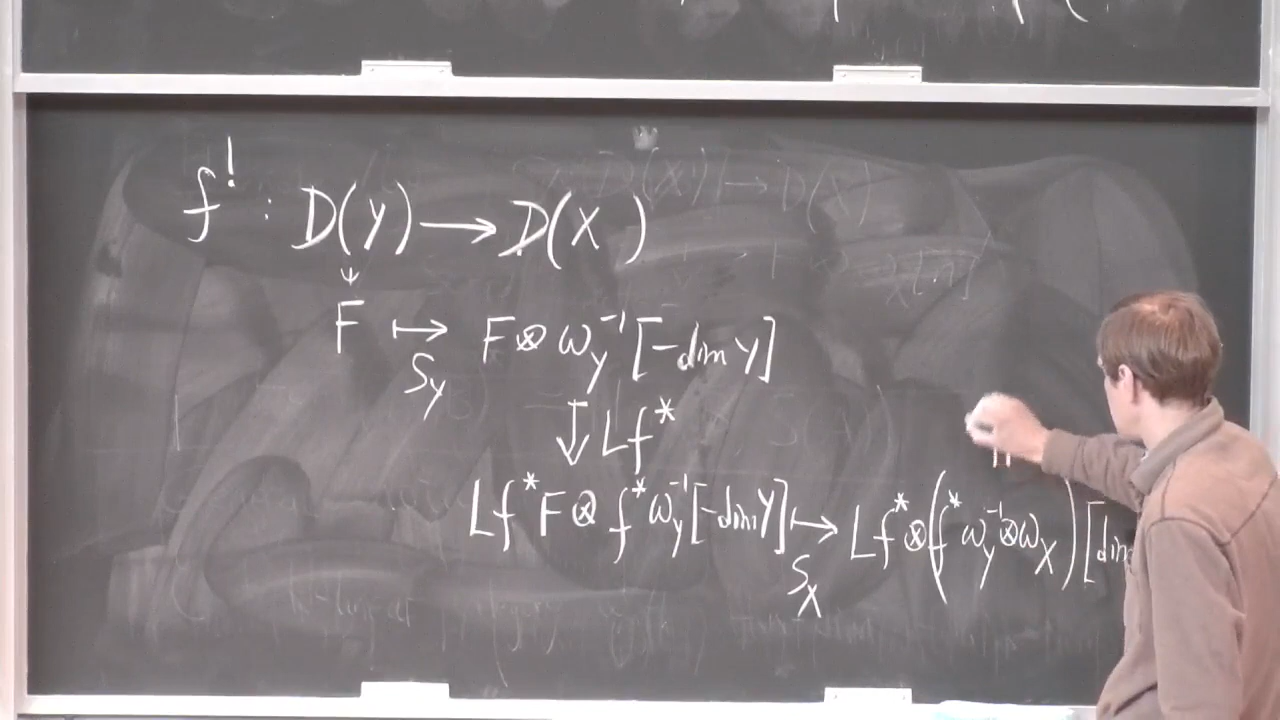 f^! : D(Y) ⟶ D(X)
↓
F ↦ F ⊗ ω_Y^{-1} [-dim Y]
S_Y
↧ Lf^*
Lf^* F ⊗ f^* ω_Y^{-1} [-dim Y] ↦ Lf^* ⊗ (f^* ω_Y^{-1} ⊗ ω_X) [dim
S_X